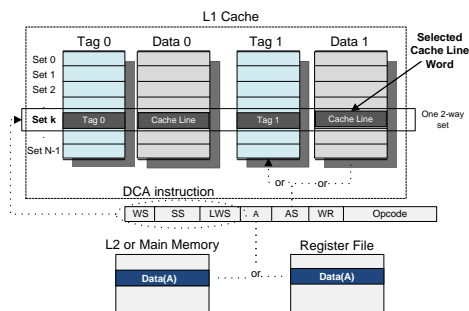 L1 Cache
Tag 0 Data 0 Tag 1 Data 1
Selected
Cache Line
Word
Set 0
Set 1
Set 2
.
Set k
Tag 0 Cache Line Tag 1 Cache Line
One 2-way
set
.
Set N-1
or or
DCA instruction
WS SS LWS A AS WR Opcode
L2 or Main Memory
Register File
or
Data(A) Data(A)